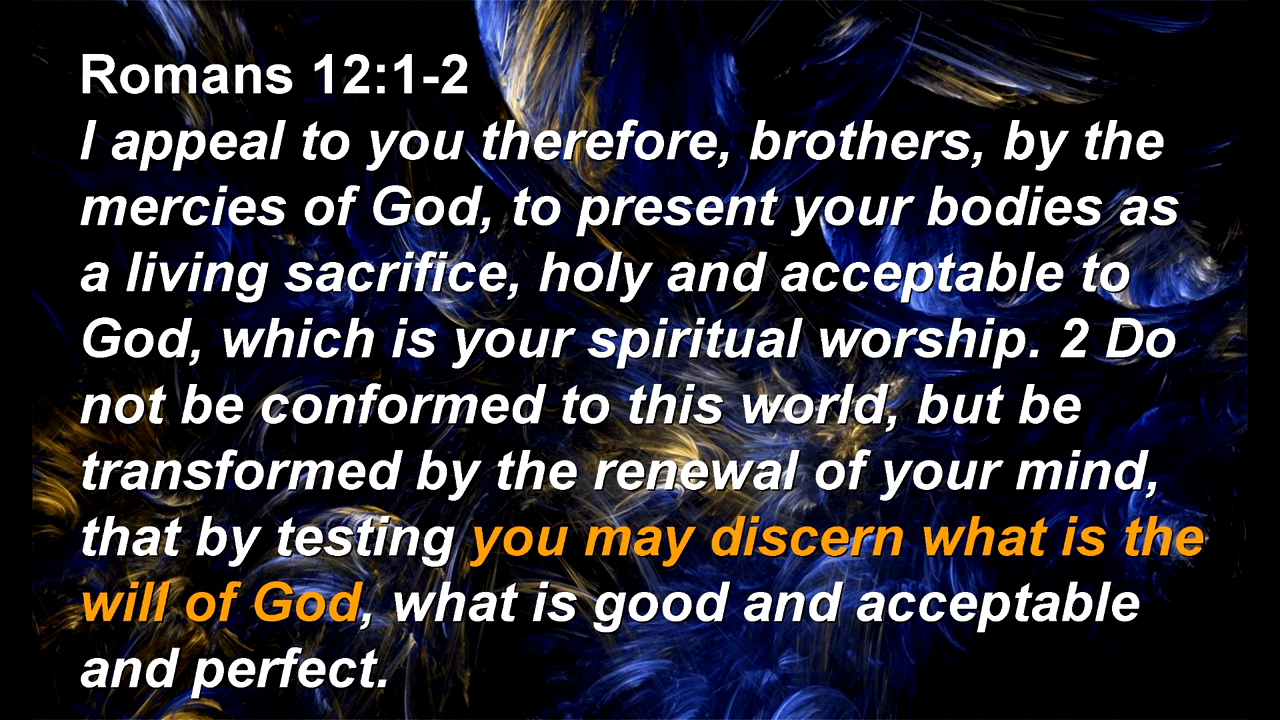 Romans 12:1-2
I appeal to you therefore, brothers, by the
mercies of God, to present your bodies as
a living sacrifice, holy and acceptable to
God, which is your spiritual worship. 2 Do
not be conformed to this world, but be
transformed by the renewal of your mind,
that by testing you may discern what is the
will of God, what is good and acceptable
and perfect.